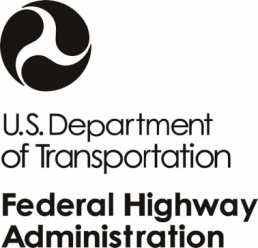 U.S. Department
of Transportation
Federal Highway
Administration